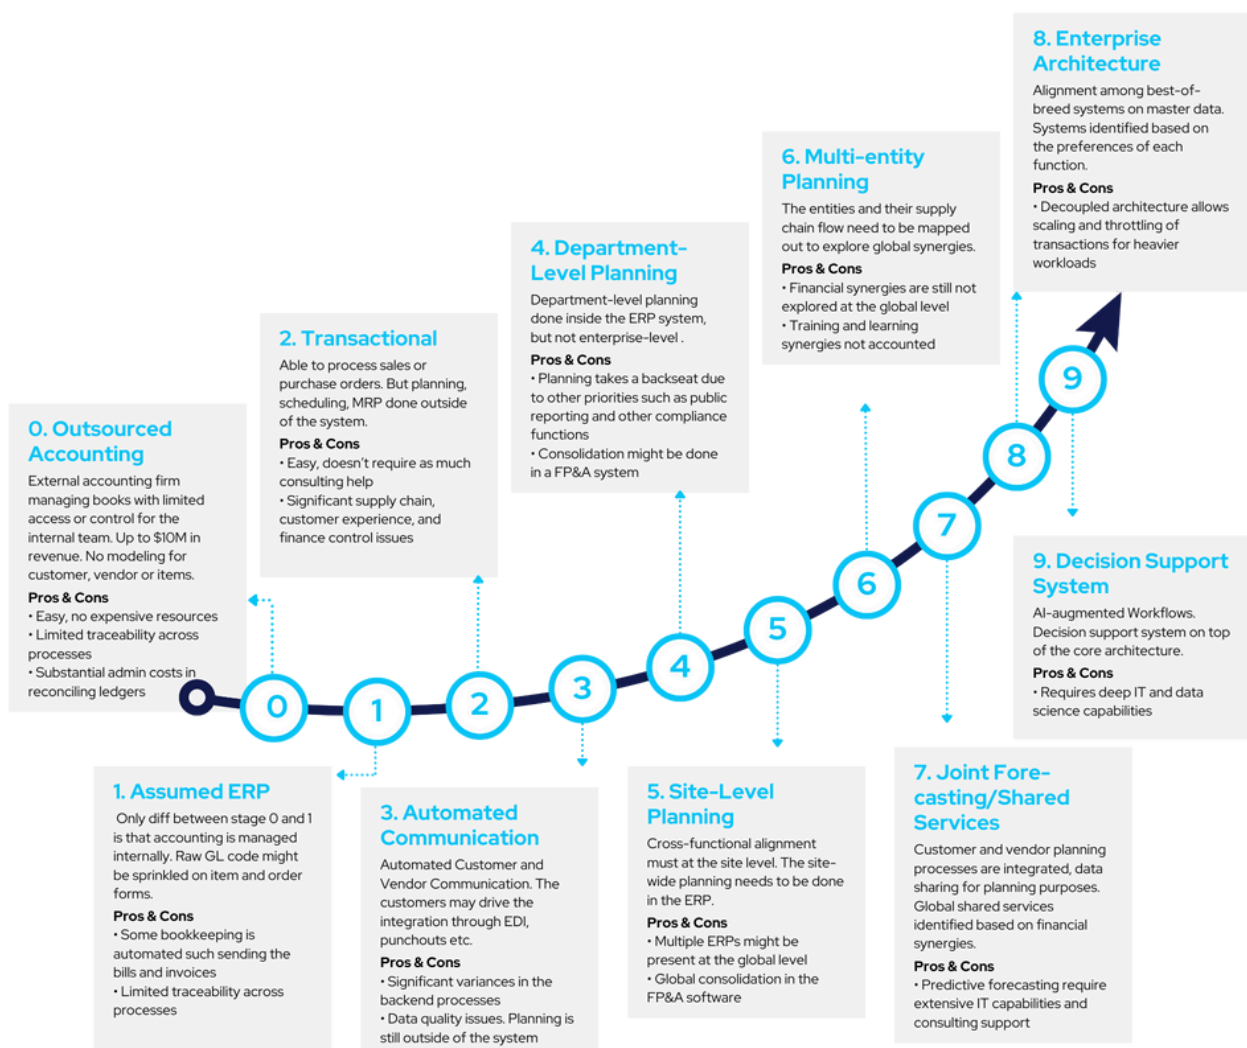 0. Outsourced
Accounting
External accounting firm
managing books with limited
access or control for the
internal team. Up to $10M in
revenue. No modeling for
customer, vendor or items.
Pros & Cons
• Easy, no expensive resources
• Limited traceability across
processes
• Substantial admin costs in
reconciling ledgers
1. Assumed ERP
Only diff between stage 0 and 1
is that accounting is managed
internally. Raw GL code might
be sprinkled on item and order
forms.
Pros & Cons
• Some bookkeeping is
automated such sending the
bills and invoices
• Limited traceability across
processes
2. Transactional
Able to process sales or
purchase orders. But planning,
scheduling, MRP done outside
of the system.
Pros & Cons
• Easy, doesn't require as much
consulting help
• Significant supply chain,
customer experience, and
finance control issues
3. Automated
Communication
Automated Customer and
Vendor Communication. The
customers may drive the
integration through EDI,
punchouts etc.
Pros & Cons
• Significant variances in the
backend processes
• Data quality issues. Planning is
still outside of the system
4. Department-
Level Planning
Department-level planning
done inside the ERP system,
but not enterprise-level .
Pros & Cons
• Planning takes a backseat due
to other priorities such as public
reporting and other compliance
functions
• Consolidation might be done
in a FP&A system
5. Site-Level
Planning
Cross-functional alignment
must at the site level. The site-
wide planning needs to be done
in the ERP.
Pros & Cons
• Multiple ERPs might be
present at the global level
• Global consolidation in the
FP&A software
6. Multi-entity
Planning
The entities and their supply
chain flow need to be mapped
out to explore global synergies.
Pros & Cons
• Financial synergies are still not
explored at the global level
• Training and learning
synergies not accounted
7. Joint Fore-
casting/Shared
Services
Customer and vendor planning
processes are integrated, data
sharing for planning purposes.
Global shared services
identified based on financial
synergies.
Pros & Cons
• Predictive forecasting require
extensive IT capabilities and
consulting support
8. Enterprise
Architecture
Alignment among best-of-
breed systems on master data.
Systems identified based on
the preferences of each
function.
Pros & Cons
• Decoupled architecture allows
scaling and throttling of
transactions for heavier
workloads
9. Decision Support
System
AI-augmented Workflows.
Decision support system on top
of the core architecture.
Pros & Cons
• Requires deep IT and data
science capabilities
0
1
2
3
4
5
6
7
8
9